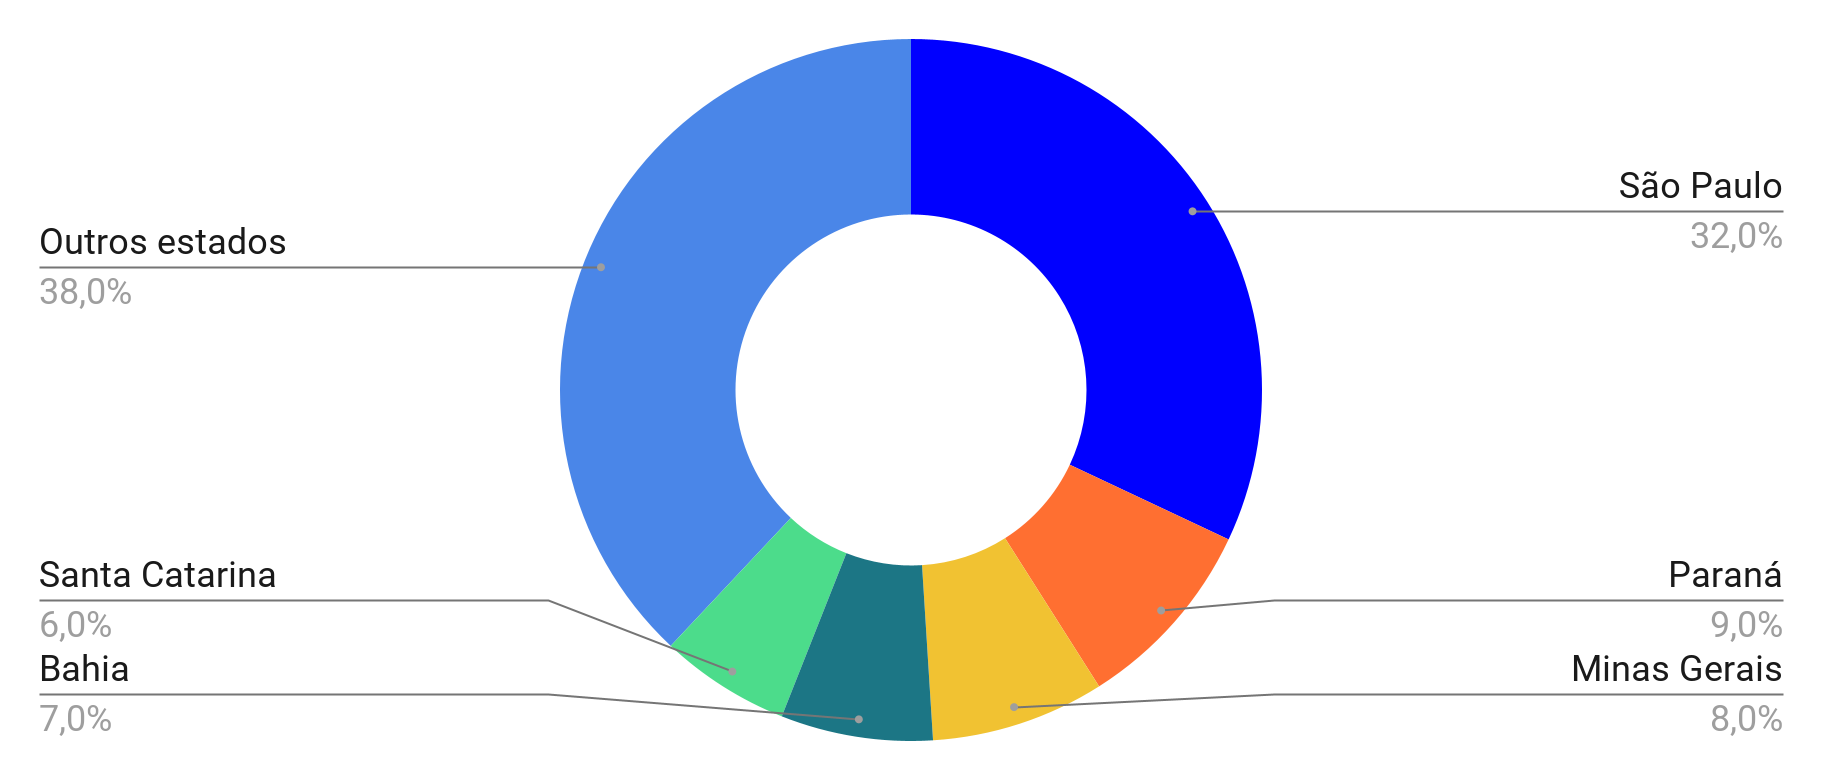 São Paulo
32,0%
Outros estados
38,0%
Santa Catarina
6,0%
Paraná
9,0%
Bahia
7,0%
Minas Gerais
8,0%